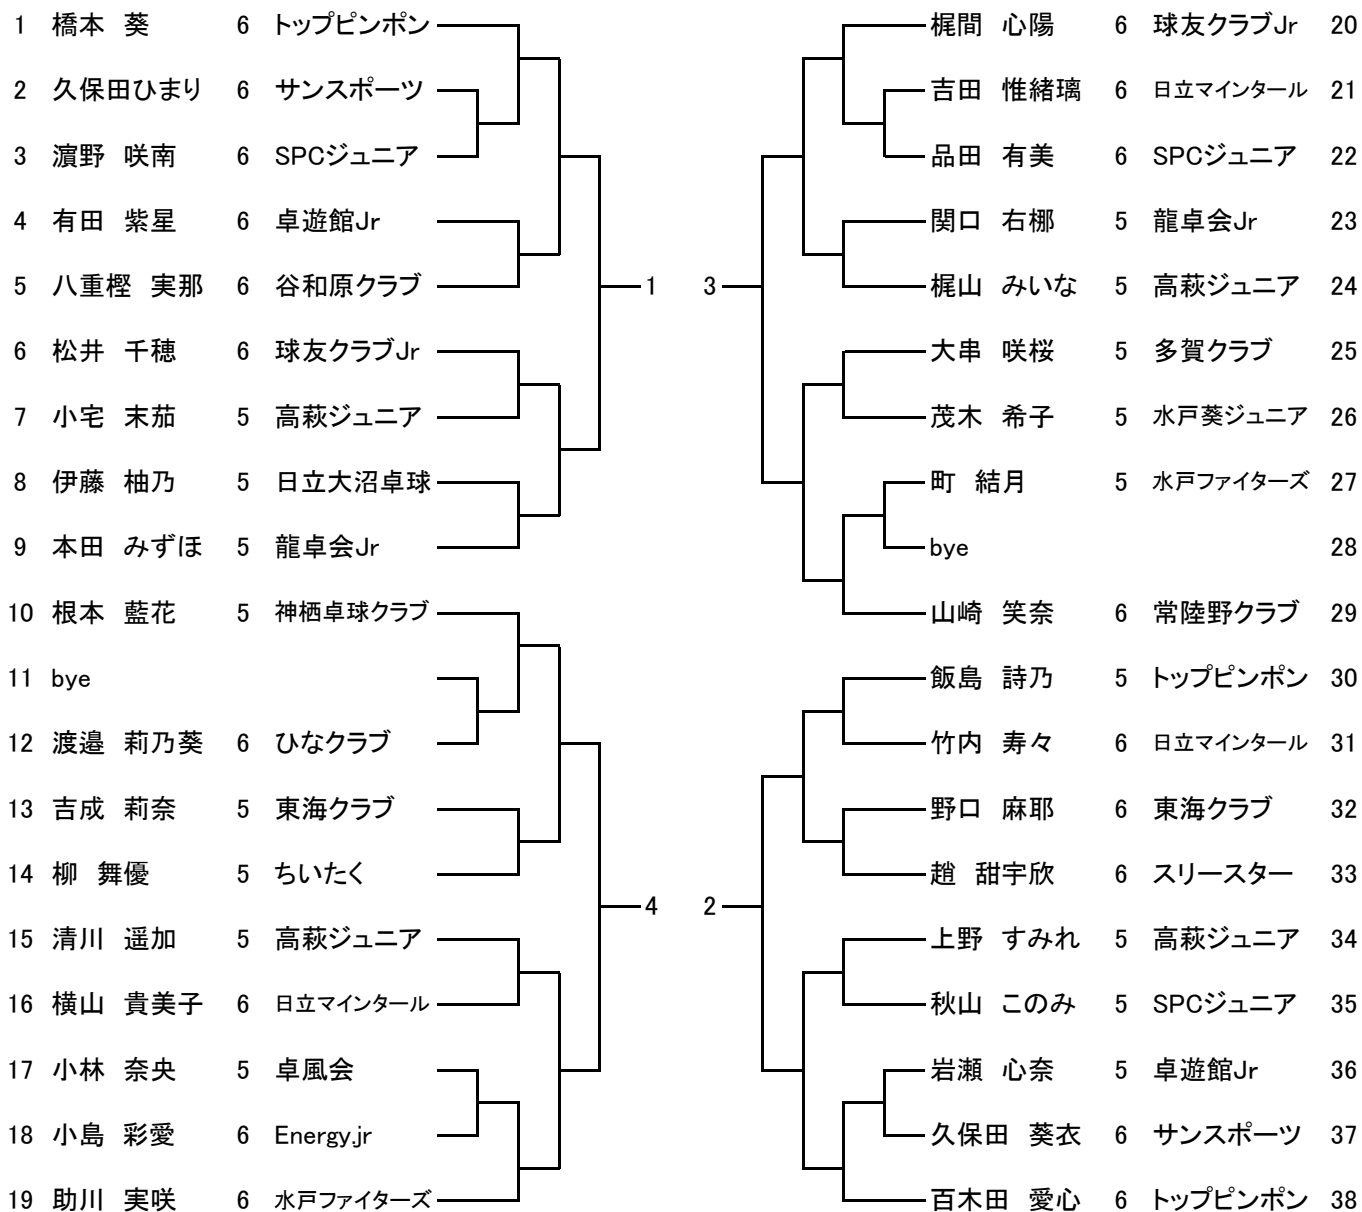 1 橋本 葵 6 トップピンポン
2 久保田ひまり 6 サンスポーツ
3 濵野 咲南 6 SPCジュニア
4 有田 紫星 6 卓遊館Jr
5 八重樫 実那 6 谷和原クラブ
6 松井 千穂 6 球友クラブJr
7 小宅 末茄 5 高萩ジュニア
8 伊藤 柚乃 5 日立大沼卓球
9 本田 みずほ 5 龍卓会Jr
10 根本 藍花 5 神栖卓球クラブ
11 bye
12 渡邉 莉乃葵 6 ひなクラブ
13 吉成 莉奈 5 東海クラブ
14 柳 舞優 5 ちいたく
15 清川 遥加 5 高萩ジュニア
16 横山 貴美子 6 日立マインタール
17 小林 奈央 5 卓風会
18 小島 彩愛 6 Energy.jr
19 助川 実咲 6 水戸ファイターズ
1
4
3
2
梶間 心陽 6 球友クラブJr 20
吉田 惟緒璃 6 日立マインタール 21
品田 有美 6 SPCジュニア 22
関口 右梛 5 龍卓会Jr 23
梶山 みいな 5 高萩ジュニア 24
大串 咲桜 5 多賀クラブ 25
茂木 希子 5 水戸葵ジュニア 26
町 結月 5 水戸ファイターズ 27
bye 28
山崎 笑奈 6 常陸野クラブ 29
飯島 詩乃 5 トップピンポン 30
竹内 寿々 6 日立マインタール 31
野口 麻耶 6 東海クラブ 32
趙 甜宇欣 6 スリースター 33
上野 すみれ 5 高萩ジュニア 34
秋山 このみ 5 SPCジュニア 35
岩瀬 心奈 5 卓遊館Jr 36
久保田 葵衣 6 サンスポーツ 37
百木田 愛心 6 トップピンポン 38